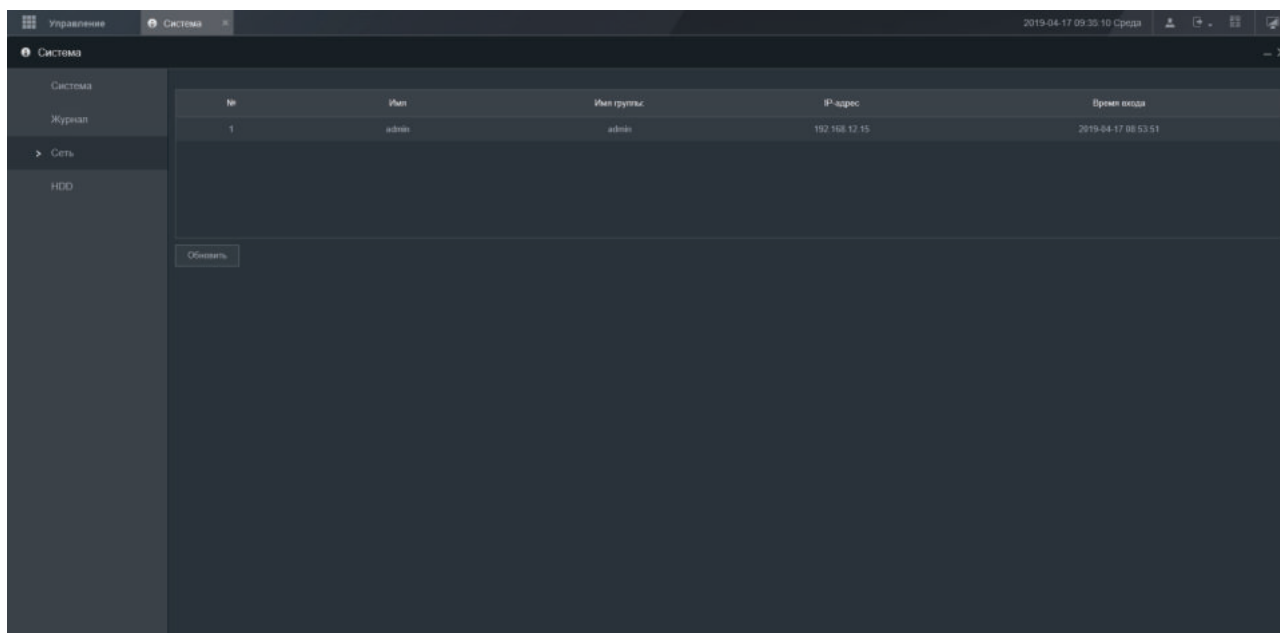 Управление Система × 2019-04-17 09:35:10 Среда
Система
Система
Журнал
> Сеть
HDD
№ Имя Имя группы: IP-адрес Время входа
1 admin admin 192.168.12.15 2019-04-17 08:53:51
Обновить